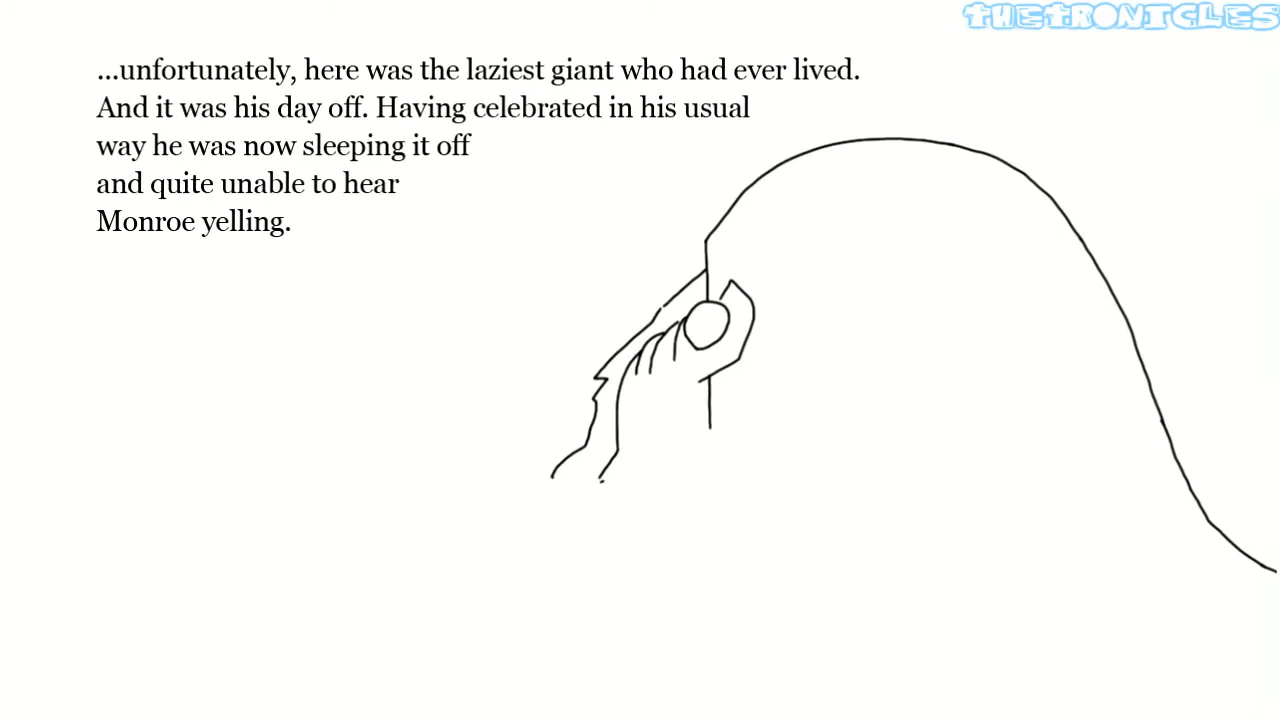 THETRONICLES
...unfortunately, here was the laziest giant who had ever lived.
And it was his day off. Having celebrated in his usual
way he was now sleeping it off
and quite unable to hear
Monroe yelling.